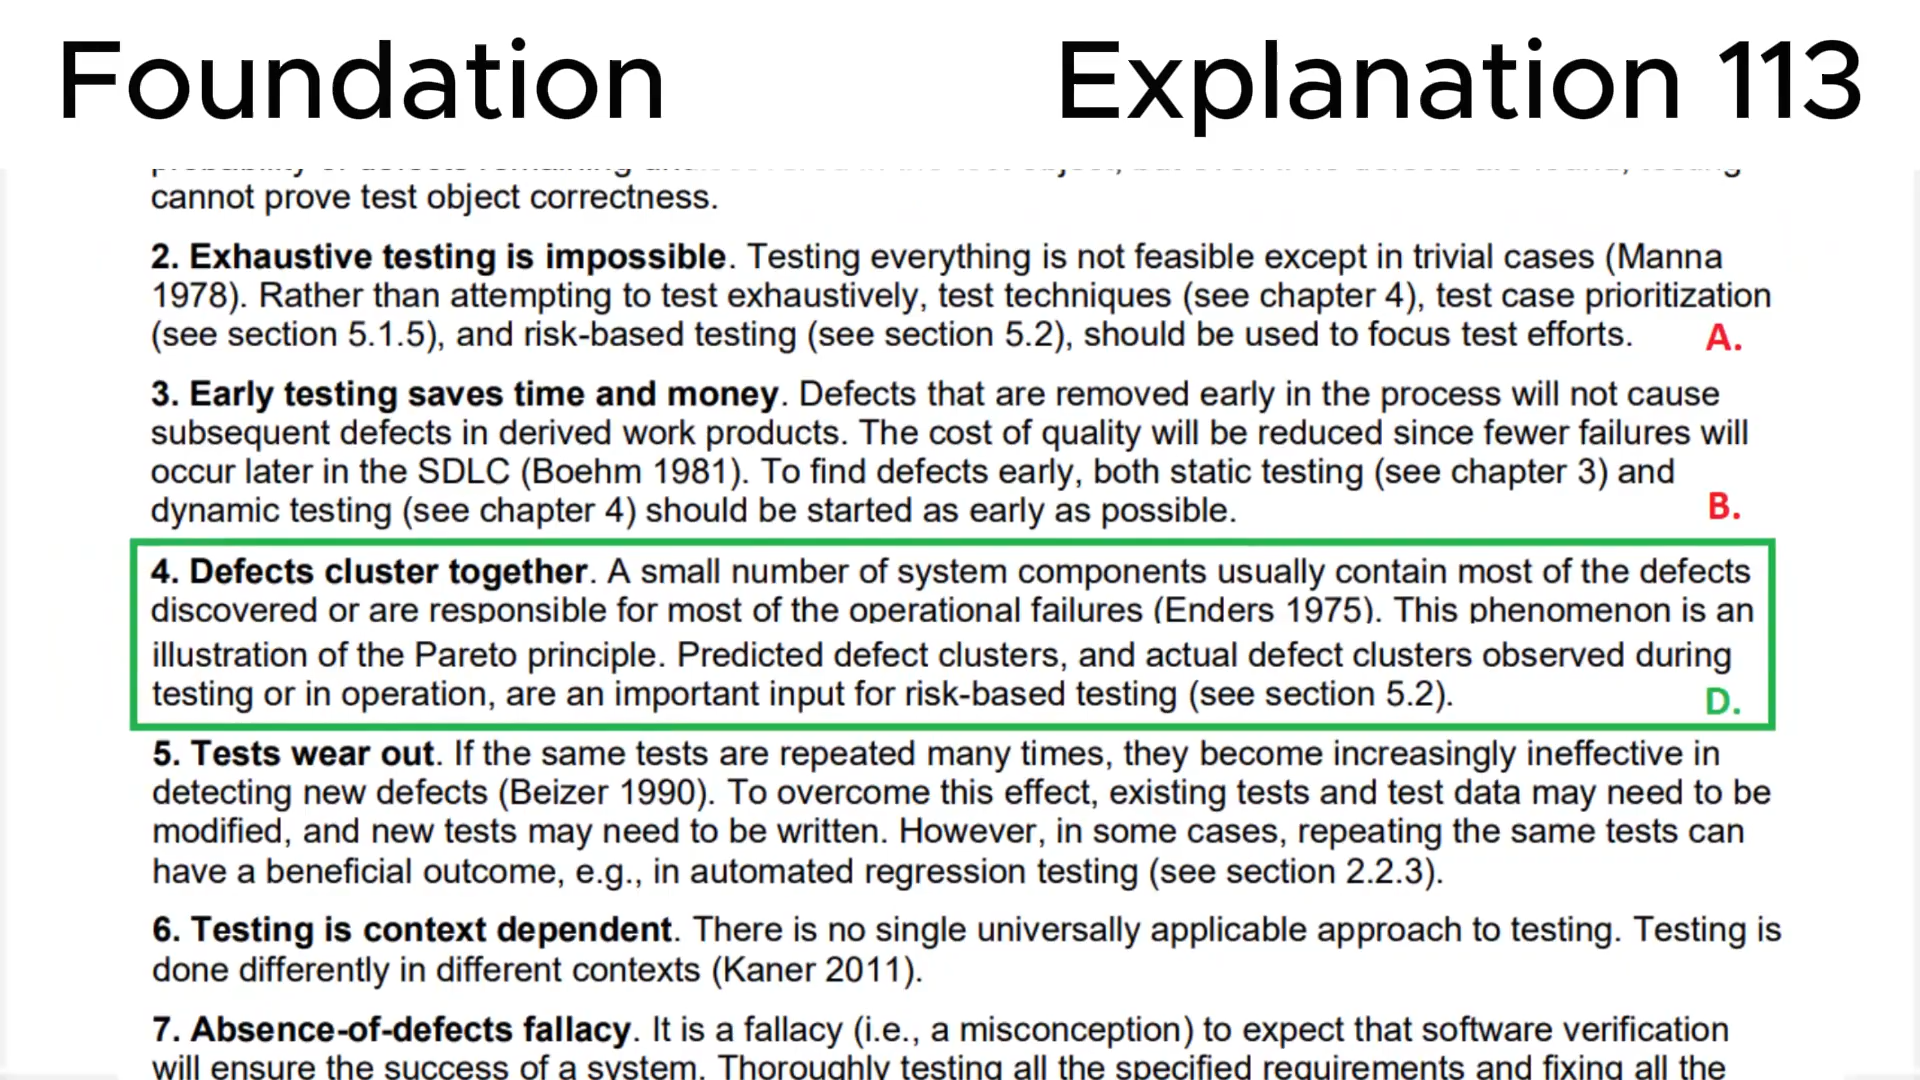 Foundation
Explanation 113
cannot prove test object correctness.
2. Exhaustive testing is impossible. Testing everything is not feasible except in trivial cases (Manna
1978). Rather than attempting to test exhaustively, test techniques (see chapter 4), test case prioritization
(see section 5.1.5), and risk-based testing (see section 5.2), should be used to focus test efforts.
A.
3. Early testing saves time and money. Defects that are removed early in the process will not cause
subsequent defects in derived work products. The cost of quality will be reduced since fewer failures will
occur later in the SDLC (Boehm 1981). To find defects early, both static testing (see chapter 3) and
dynamic testing (see chapter 4) should be started as early as possible.
B.
4. Defects cluster together. A small number of system components usually contain most of the defects
discovered or are responsible for most of the operational failures (Enders 1975). This phenomenon is an
illustration of the Pareto principle. Predicted defect clusters, and actual defect clusters observed during
testing or in operation, are an important input for risk-based testing (see section 5.2).
D.
5. Tests wear out. If the same tests are repeated many times, they become increasingly ineffective in
detecting new defects (Beizer 1990). To overcome this effect, existing tests and test data may need to be
modified, and new tests may need to be written. However, in some cases, repeating the same tests can
have a beneficial outcome, e.g., in automated regression testing (see section 2.2.3).
6. Testing is context dependent. There is no single universally applicable approach to testing. Testing is
done differently in different contexts (Kaner 2011).
7. Absence-of-defects fallacy. It is a fallacy (i.e., a misconception) to expect that software verification
will ensure the success of a system. Thoroughly testing all the specified requirements and fixing all the